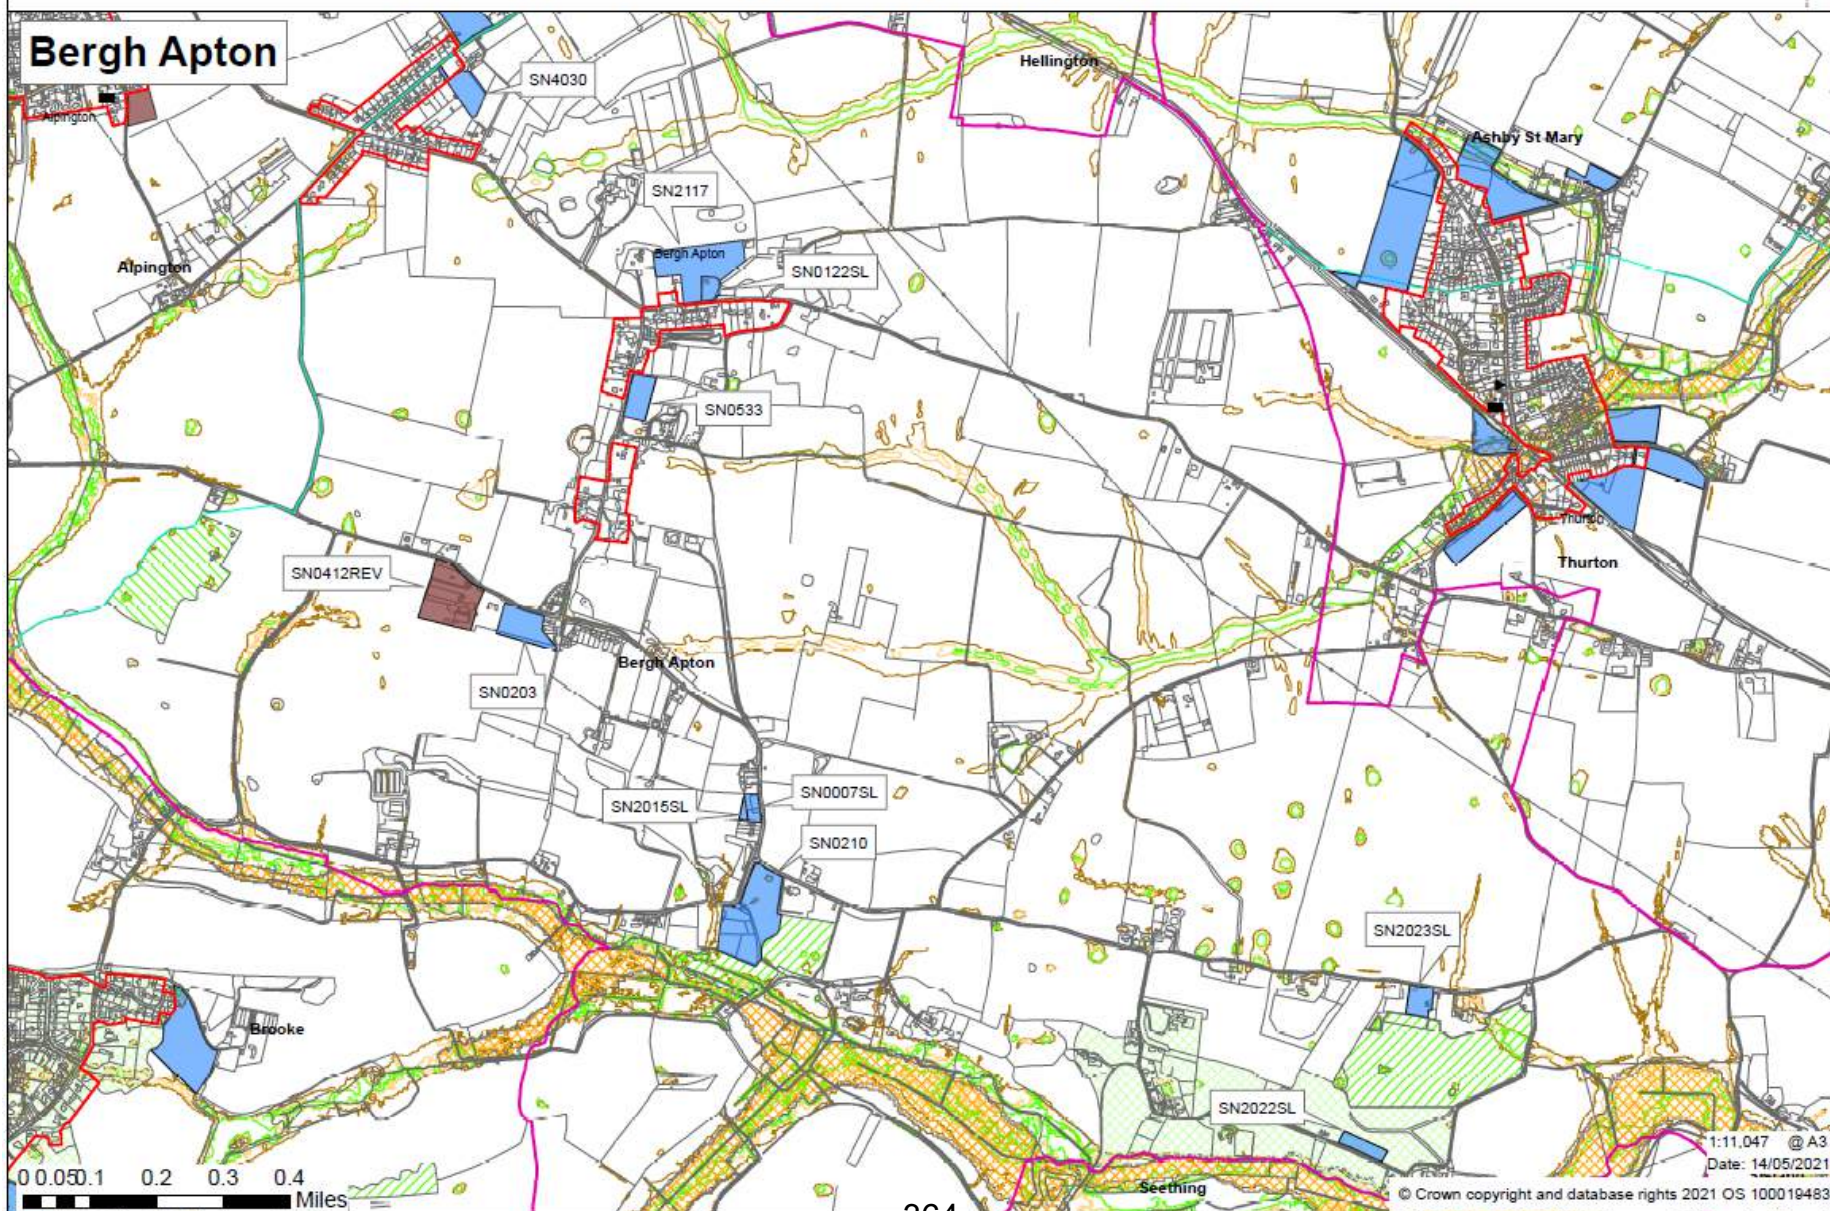 Bergh Apton
Hellington
SN4030
Alpington
Ashby St Mary
SN2117
Bergh Apton
SN0122SL
Alpington
SN0533
Thurton
Thurton
SN0412REV
Bergh Apton
SN0203
SN2015SL
SN0007SL
SN0210
SN2023SL
Brooke
SN2022SL
Seething
0 0.05 0.1 0.2 0.3 0.4
Miles
1:11,047 @ A3
Date: 14/05/2021
© Crown copyright and database rights 2021 OS 100019483